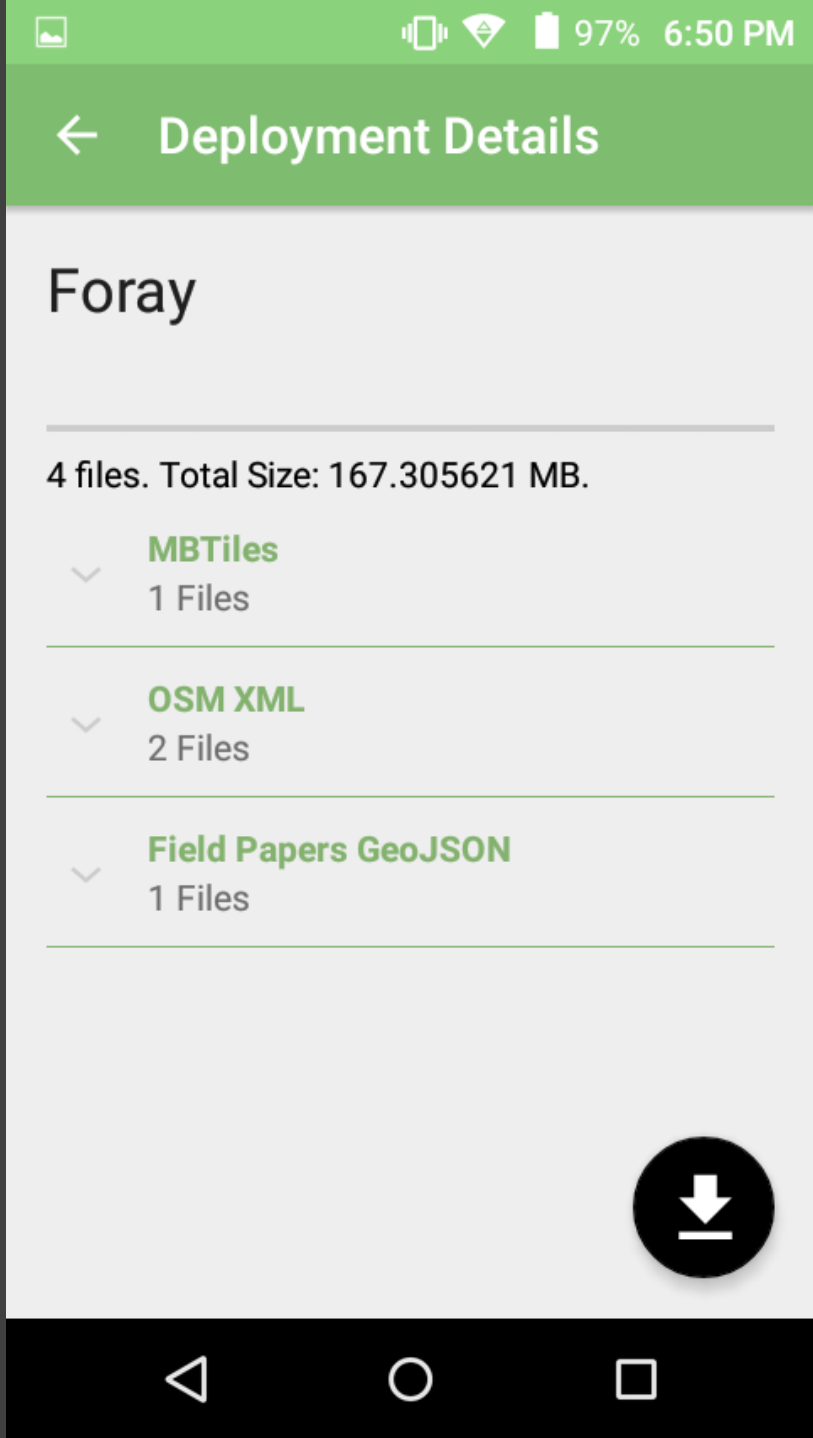 97% 6:50 PM
Deployment Details
Foray
4 files. Total Size: 167.305621 MB.
MBTiles
1 Files
OSM XML
2 Files
Field Papers GeoJSON
1 Files